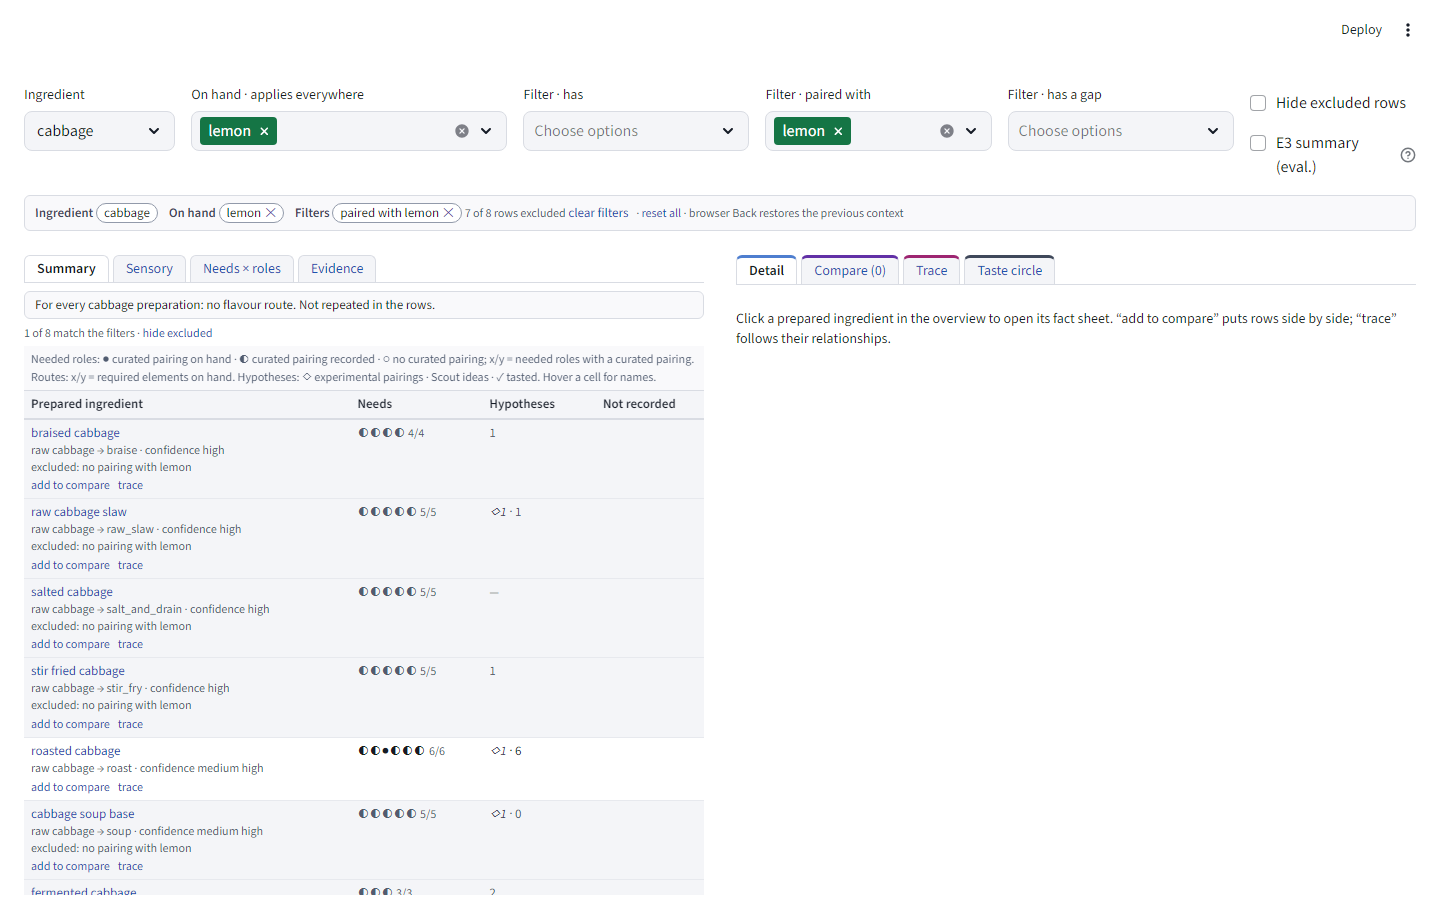 Deploy
Ingredient
On hand · applies everywhere
Filter · has
Filter · paired with
Filter · has a gap
cabbage
lemon ×
Choose options
lemon ×
Choose options
Hide excluded rows
E3 summary
(eval.)
Ingredient cabbage On hand lemon × Filters paired with lemon × 7 of 8 rows excluded clear filters · reset all · browser Back restores the previous context
Summary Sensory Needs × roles Evidence
Detail Compare (0) Trace Taste circle
For every cabbage preparation: no flavour route. Not repeated in the rows.
1 of 8 match the filters · hide excluded
Click a prepared ingredient in the overview to open its fact sheet. “add to compare” puts rows side by side; “trace”
follows their relationships.
Needed roles: ● curated pairing on hand · ◐ curated pairing recorded · ○ no curated pairing; x/y = needed roles with a curated pairing.
Routes: x/y = required elements on hand. Hypotheses: ◇ experimental pairings · Scout ideas · ✓ tasted. Hover a cell for names.
Prepared ingredient Needs Hypotheses Not recorded
braised cabbage ◐◐◐◐ 4/4 1
raw cabbage → braise · confidence high
excluded: no pairing with lemon
add to compare trace
raw cabbage slaw ◐◐◐◐◐ 5/5 ◇1 · 1
raw cabbage → raw_slaw · confidence high
excluded: no pairing with lemon
add to compare trace
salted cabbage ◐◐◐◐◐ 5/5 —
raw cabbage → salt_and_drain · confidence high
excluded: no pairing with lemon
add to compare trace
stir fried cabbage ◐◐◐◐◐ 5/5 1
raw cabbage → stir_fry · confidence high
excluded: no pairing with lemon
add to compare trace
roasted cabbage ◐◐●◐◐◐ 6/6 ◇1 · 6
raw cabbage → roast · confidence medium high
add to compare trace
cabbage soup base ◐◐◐◐◐ 5/5 ◇1 · 0
raw cabbage → soup · confidence medium high
excluded: no pairing with lemon
add to compare trace
fermented cabbage ◐◐◐ 3/3 2